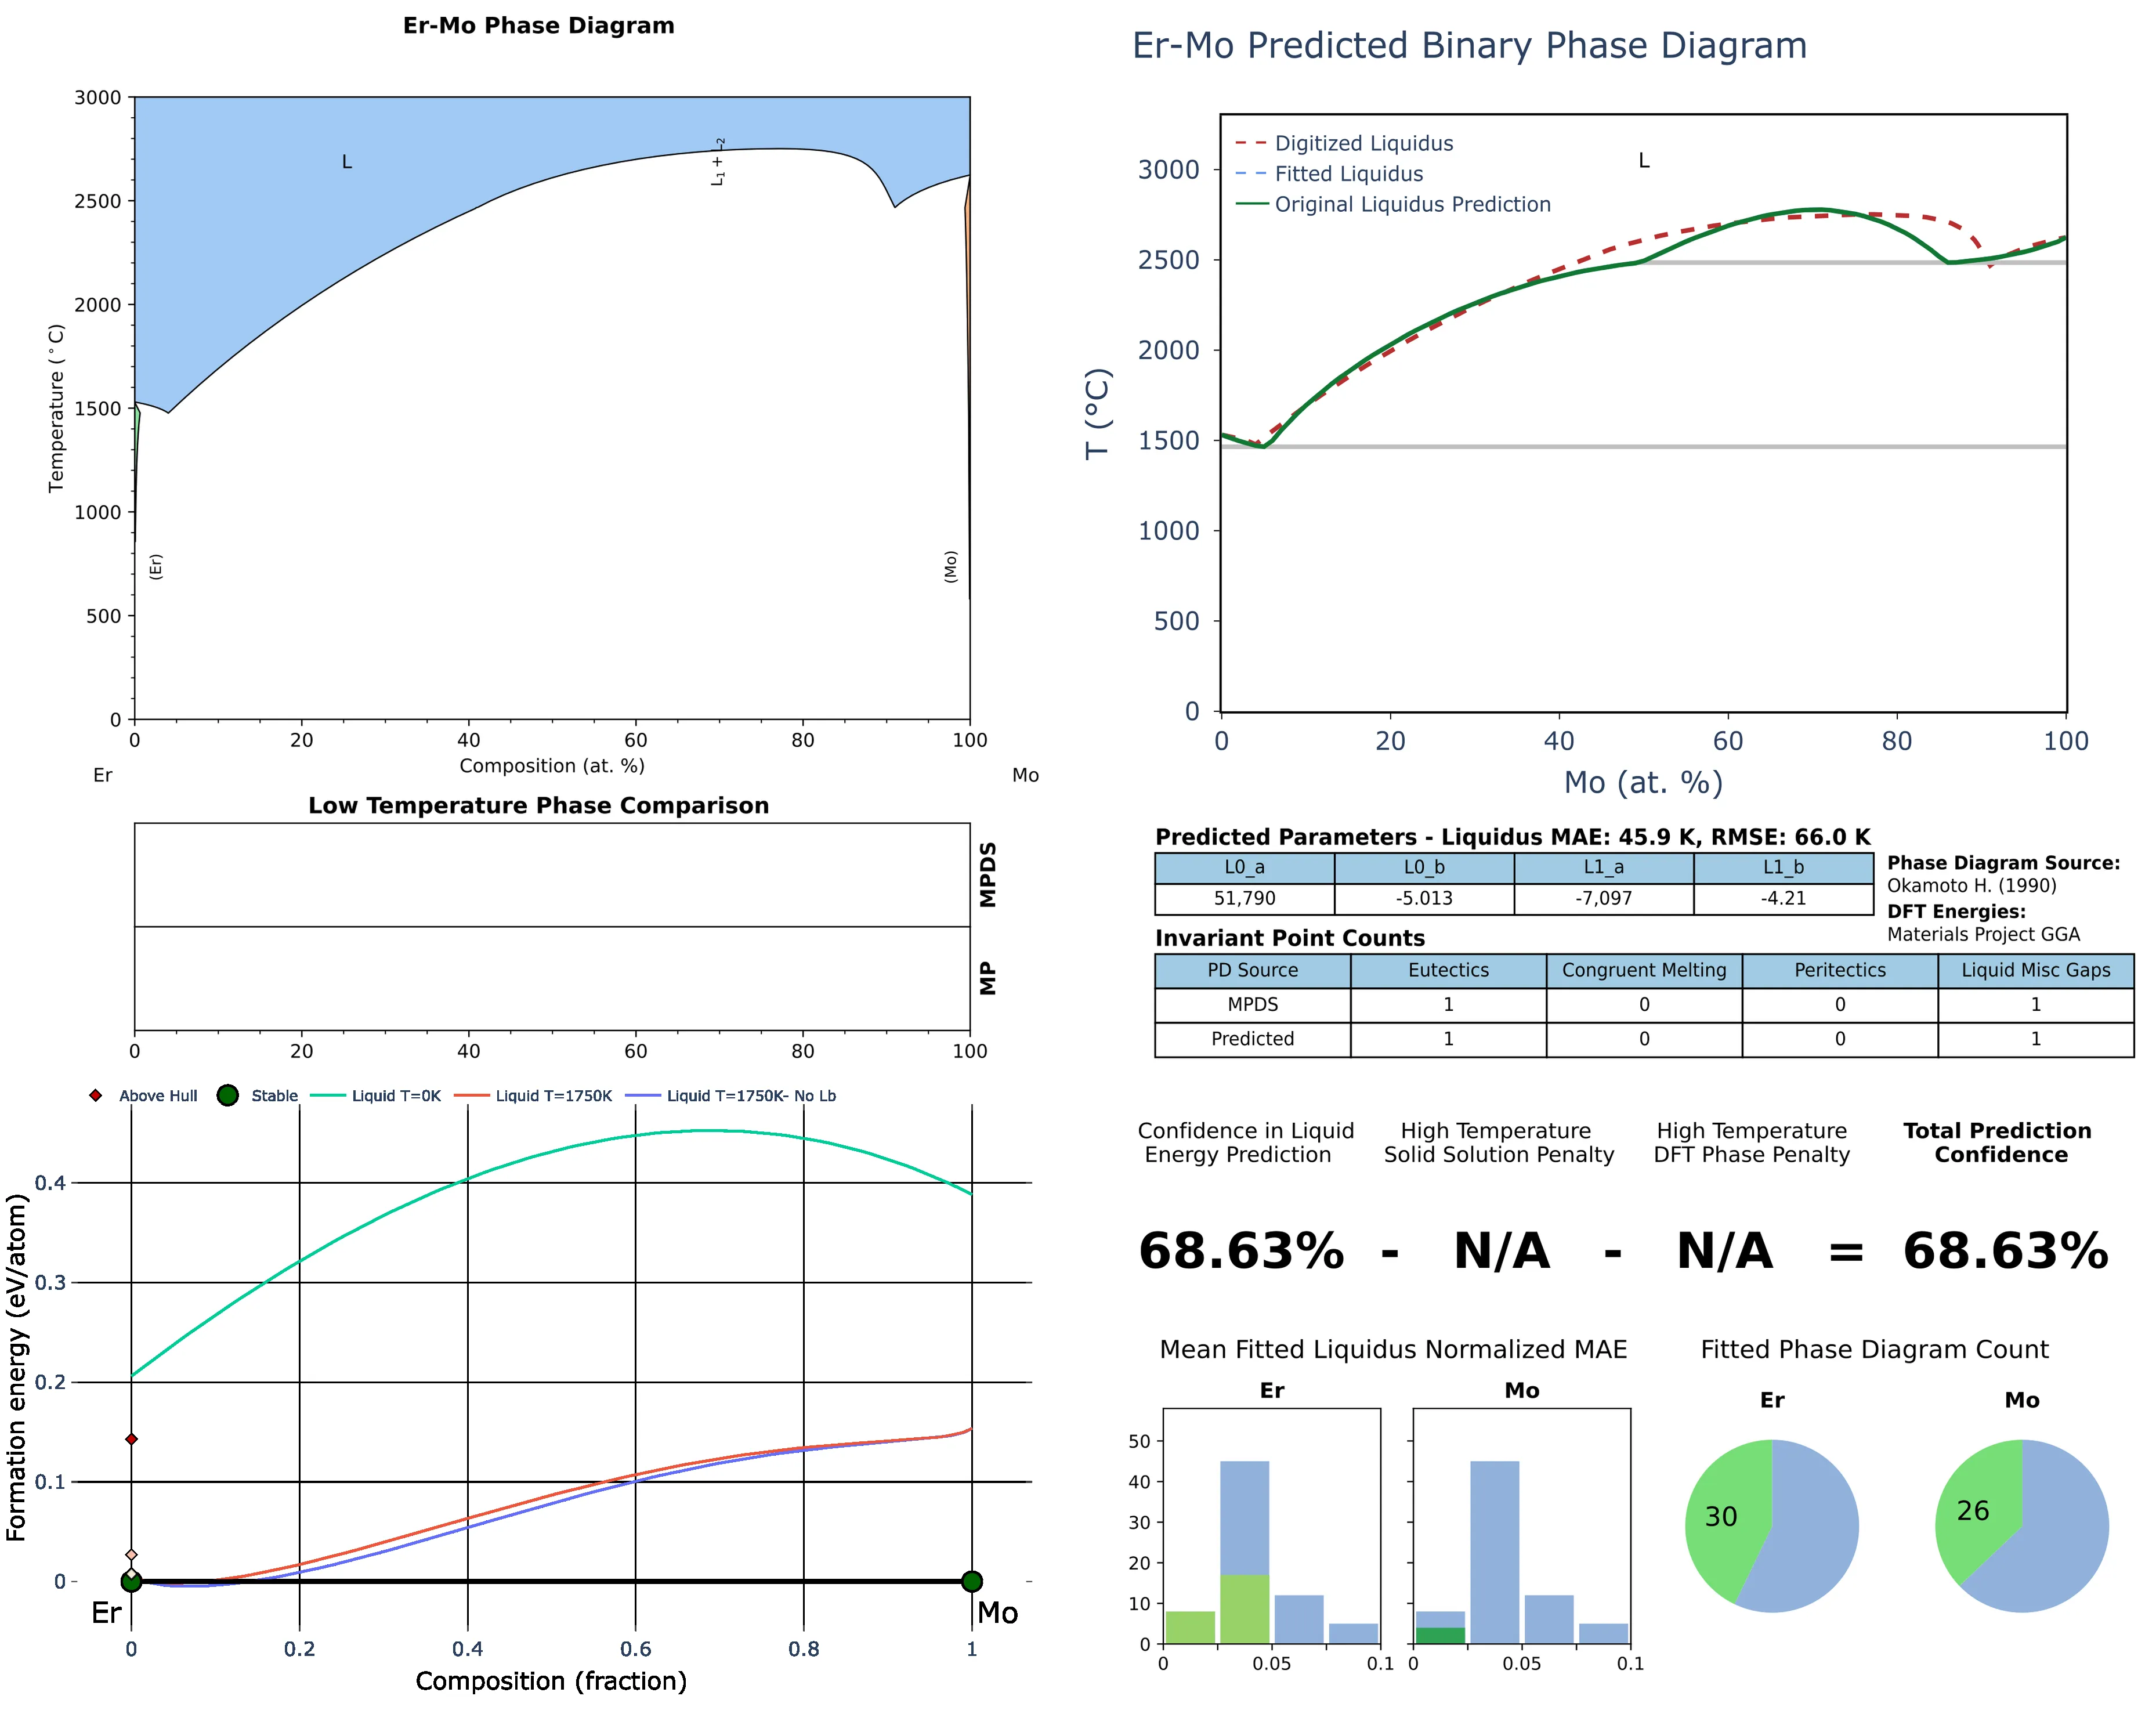 Er-Mo Phase Diagram
3000
2500
2000
1500
1000
500
0
Temperature (°C)
L
L₁ + L₂
(Er)
(Mo)
0 20 40 60 80 100
Composition (at. %)
Er Mo
Low Temperature Phase Comparison
MPDS
MP
0 20 40 60 80 100
Above Hull Stable Liquid T=0K Liquid T=1750K Liquid T=1750K- No Lb
0.4
0.3
0.2
0.1
0
Formation energy (eV/atom)
Er Mo
0 0.2 0.4 0.6 0.8 1
Composition (fraction)
Er-Mo Predicted Binary Phase Diagram
Digitized Liquidus
Fitted Liquidus
Original Liquidus Prediction
L
3000
2500
2000
1500
1000
500
0
T (°C)
0 20 40 60 80 100
Mo (at. %)
Predicted Parameters - Liquidus MAE: 45.9 K, RMSE: 66.0 K
L0_a L0_b L1_a L1_b
51,790 -5.013 -7,097 -4.21
Phase Diagram Source:
Okamoto H. (1990)
DFT Energies:
Materials Project GGA
Invariant Point Counts
PD Source Eutectics Congruent Melting Peritectics Liquid Misc Gaps
MPDS 1 0 0 1
Predicted 1 0 0 1
Confidence in Liquid High Temperature High Temperature Total Prediction
Energy Prediction Solid Solution Penalty DFT Phase Penalty Confidence
68.63% - N/A - N/A = 68.63%
Mean Fitted Liquidus Normalized MAE
Er Mo
50
40
30
20
10
0
0 0.05 0.1 0 0.05 0.1
Fitted Phase Diagram Count
Er Mo
30 26